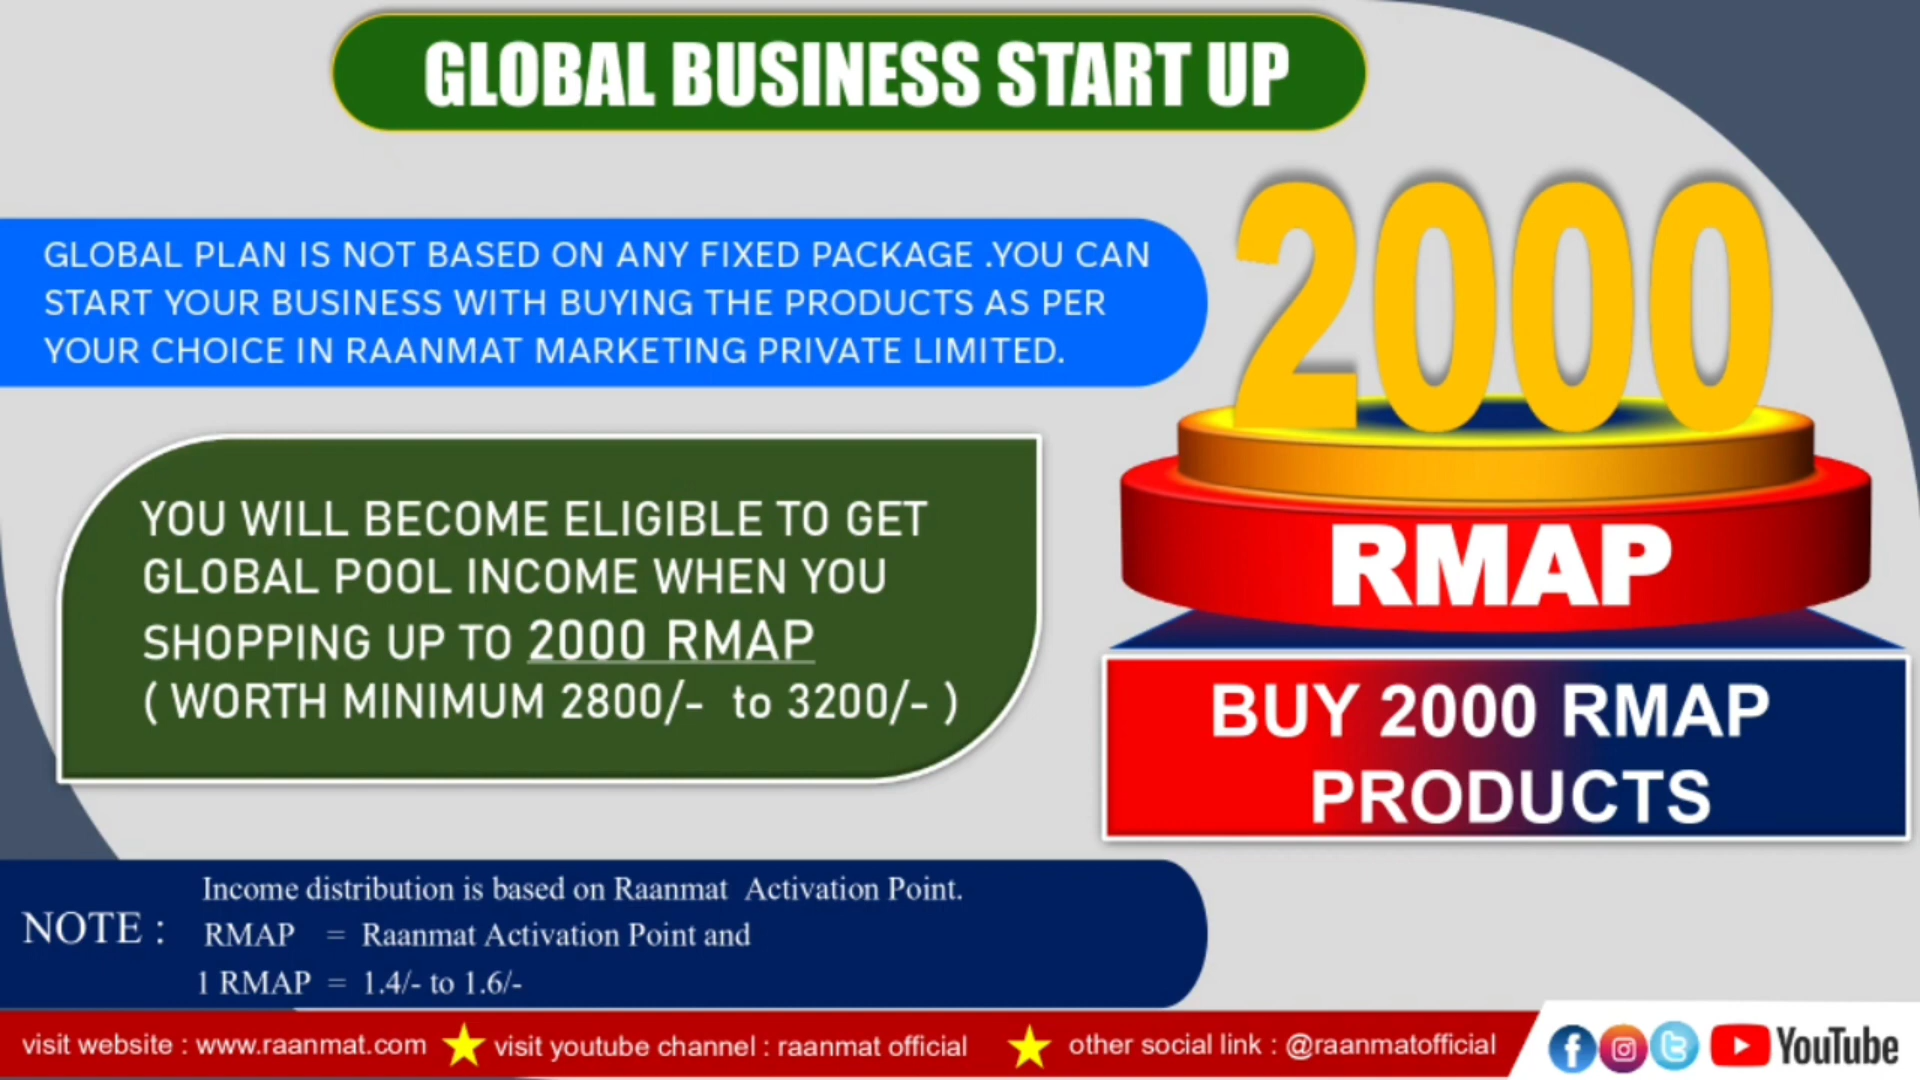 GLOBAL BUSINESS START UP
GLOBAL PLAN IS NOT BASED ON ANY FIXED PACKAGE .YOU CAN
START YOUR BUSINESS WITH BUYING THE PRODUCTS AS PER
YOUR CHOICE IN RAANMAT MARKETING PRIVATE LIMITED.
2000
RMAP
BUY 2000 RMAP
PRODUCTS
YOU WILL BECOME ELIGIBLE TO GET
GLOBAL POOL INCOME WHEN YOU
SHOPPING UP TO 2000 RMAP
( WORTH MINIMUM 2800/- to 3200/- )
NOTE :
Income distribution is based on Raanmat Activation Point.
RMAP = Raanmat Activation Point and
1 RMAP = 1.4/- to 1.6/-
visit website : www.raanmat.com
visit youtube channel : raanmat official
other social link : @raanmatofficial
YouTube